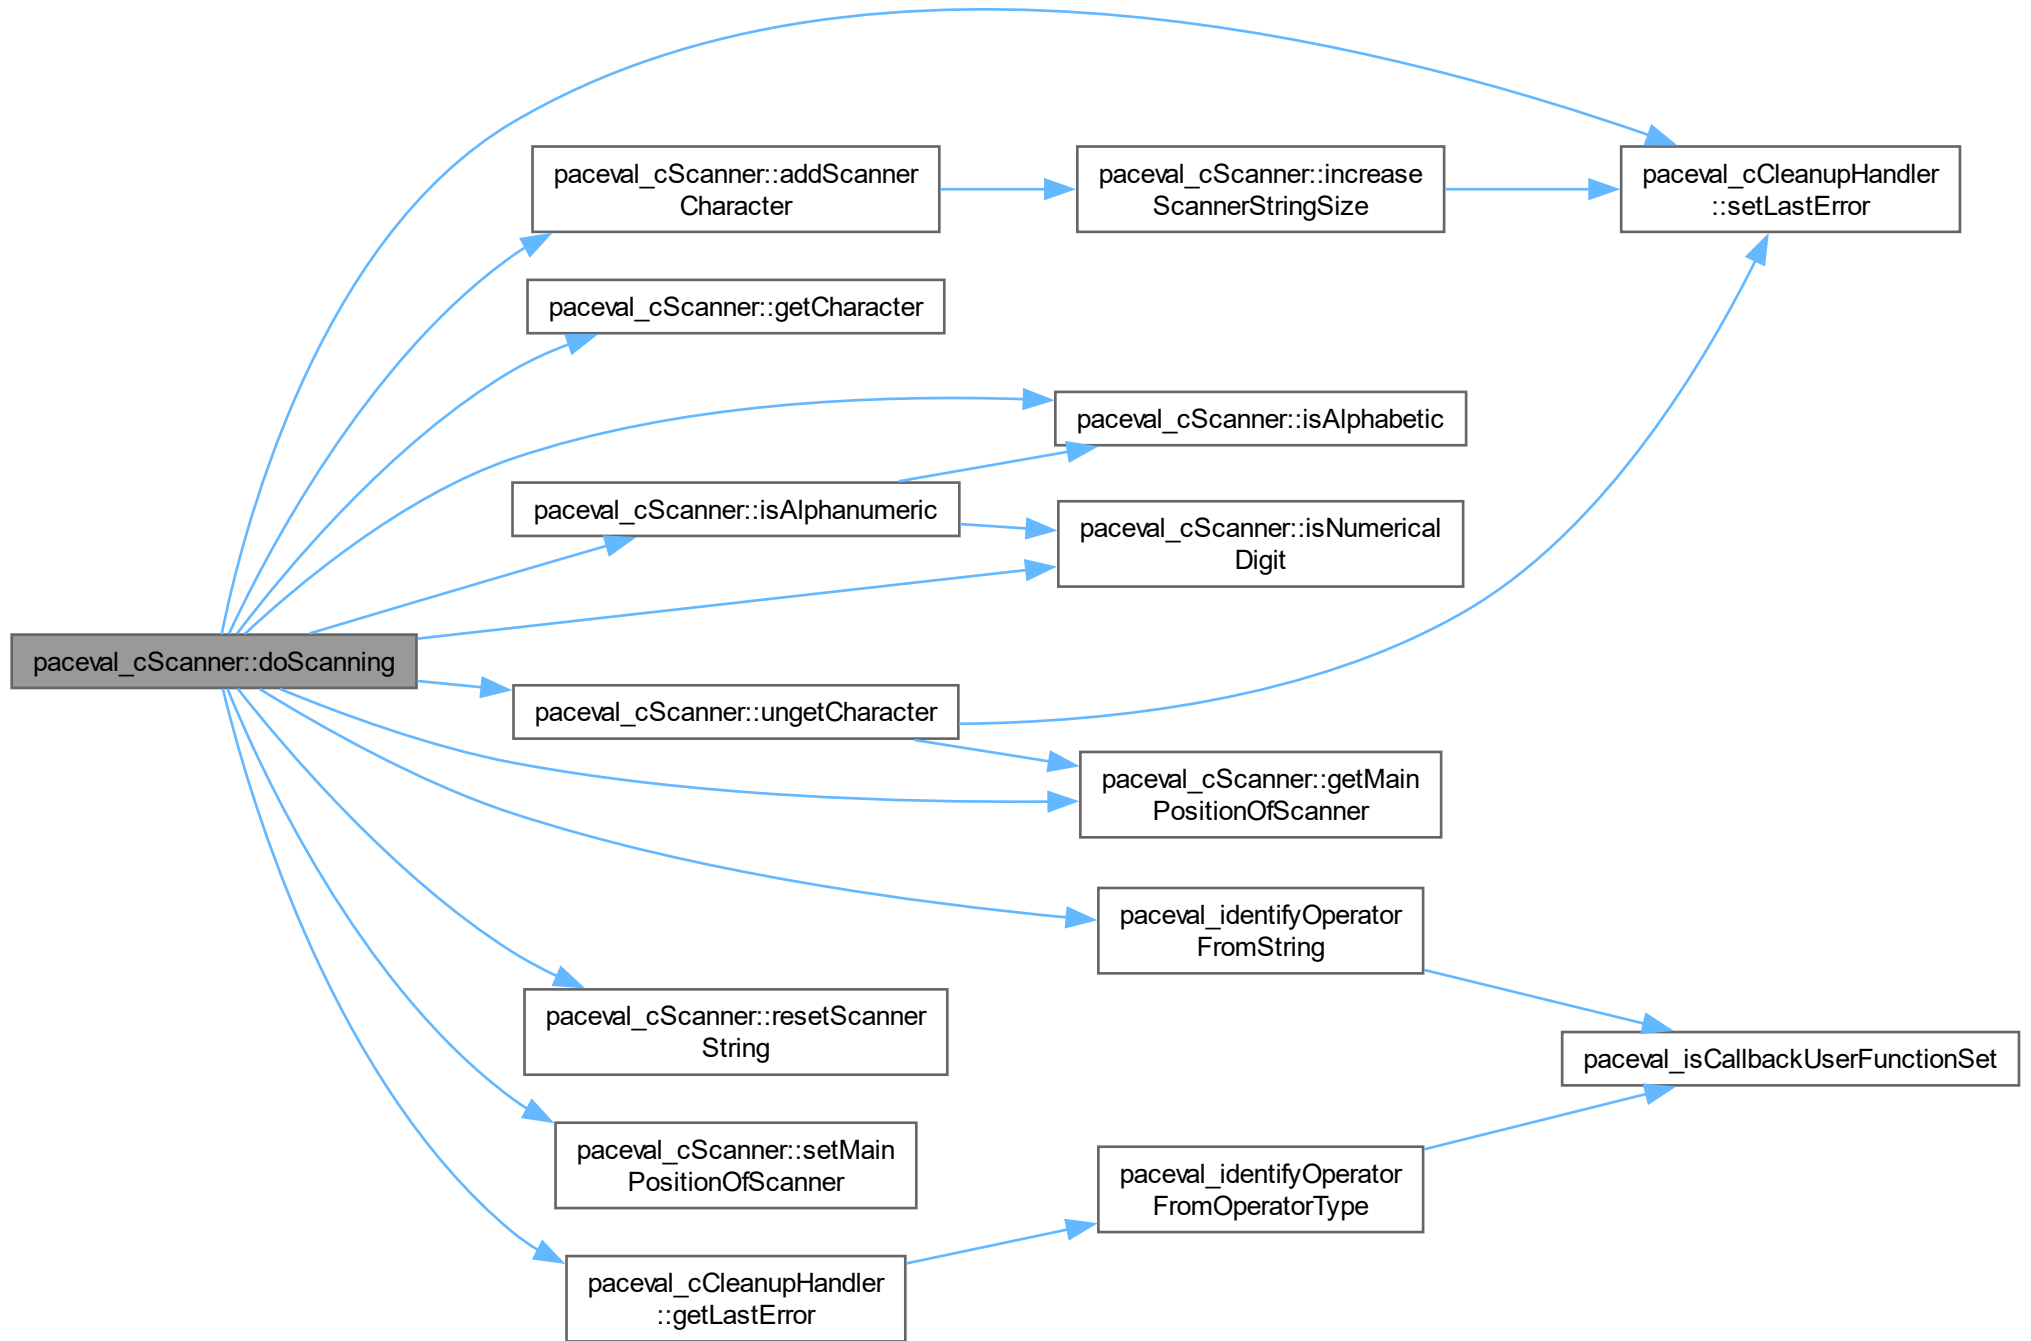 paceval_cScanner::addScanner
Character
paceval_cScanner::increase
ScannerStringSize
paceval_cCleanupHandler
::setLastError
paceval_cScanner::getCharacter
paceval_cScanner::isAlphabetic
paceval_cScanner::isAlphanumeric
paceval_cScanner::isNumerical
Digit
paceval_cScanner::doScanning
paceval_cScanner::ungetCharacter
paceval_cScanner::getMain
PositionOfScanner
paceval_identifyOperator
FromString
paceval_cScanner::resetScanner
String
paceval_isCallbackUserFunctionSet
paceval_cScanner::setMain
PositionOfScanner
paceval_identifyOperator
FromOperatorType
paceval_cCleanupHandler
::getLastError